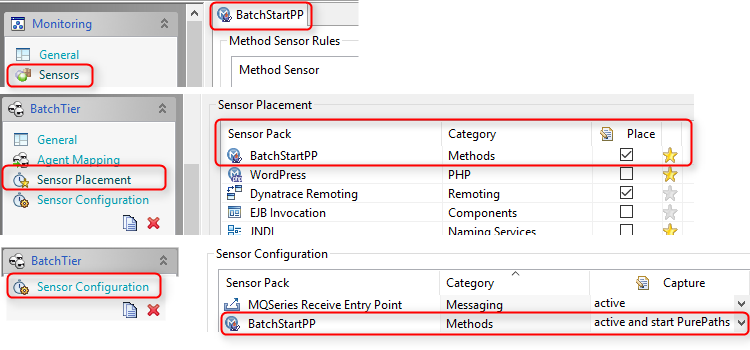 Monitoring
General
Sensors
BatchStartPP
Method Sensor Rules
Method Sensor
BatchTier
General
Agent Mapping
Sensor Placement
Sensor Configuration
Sensor Placement
Sensor Pack Category Place
BatchStartPP Methods
WordPress PHP
Dynatrace Remoting Remoting
EJB Invocation Components
JNDI Naming Services
BatchTier
Sensor Configuration
Sensor Configuration
Sensor Pack Category Capture
MQSeries Receive Entry Point Messaging active
BatchStartPP Methods active and start PurePaths